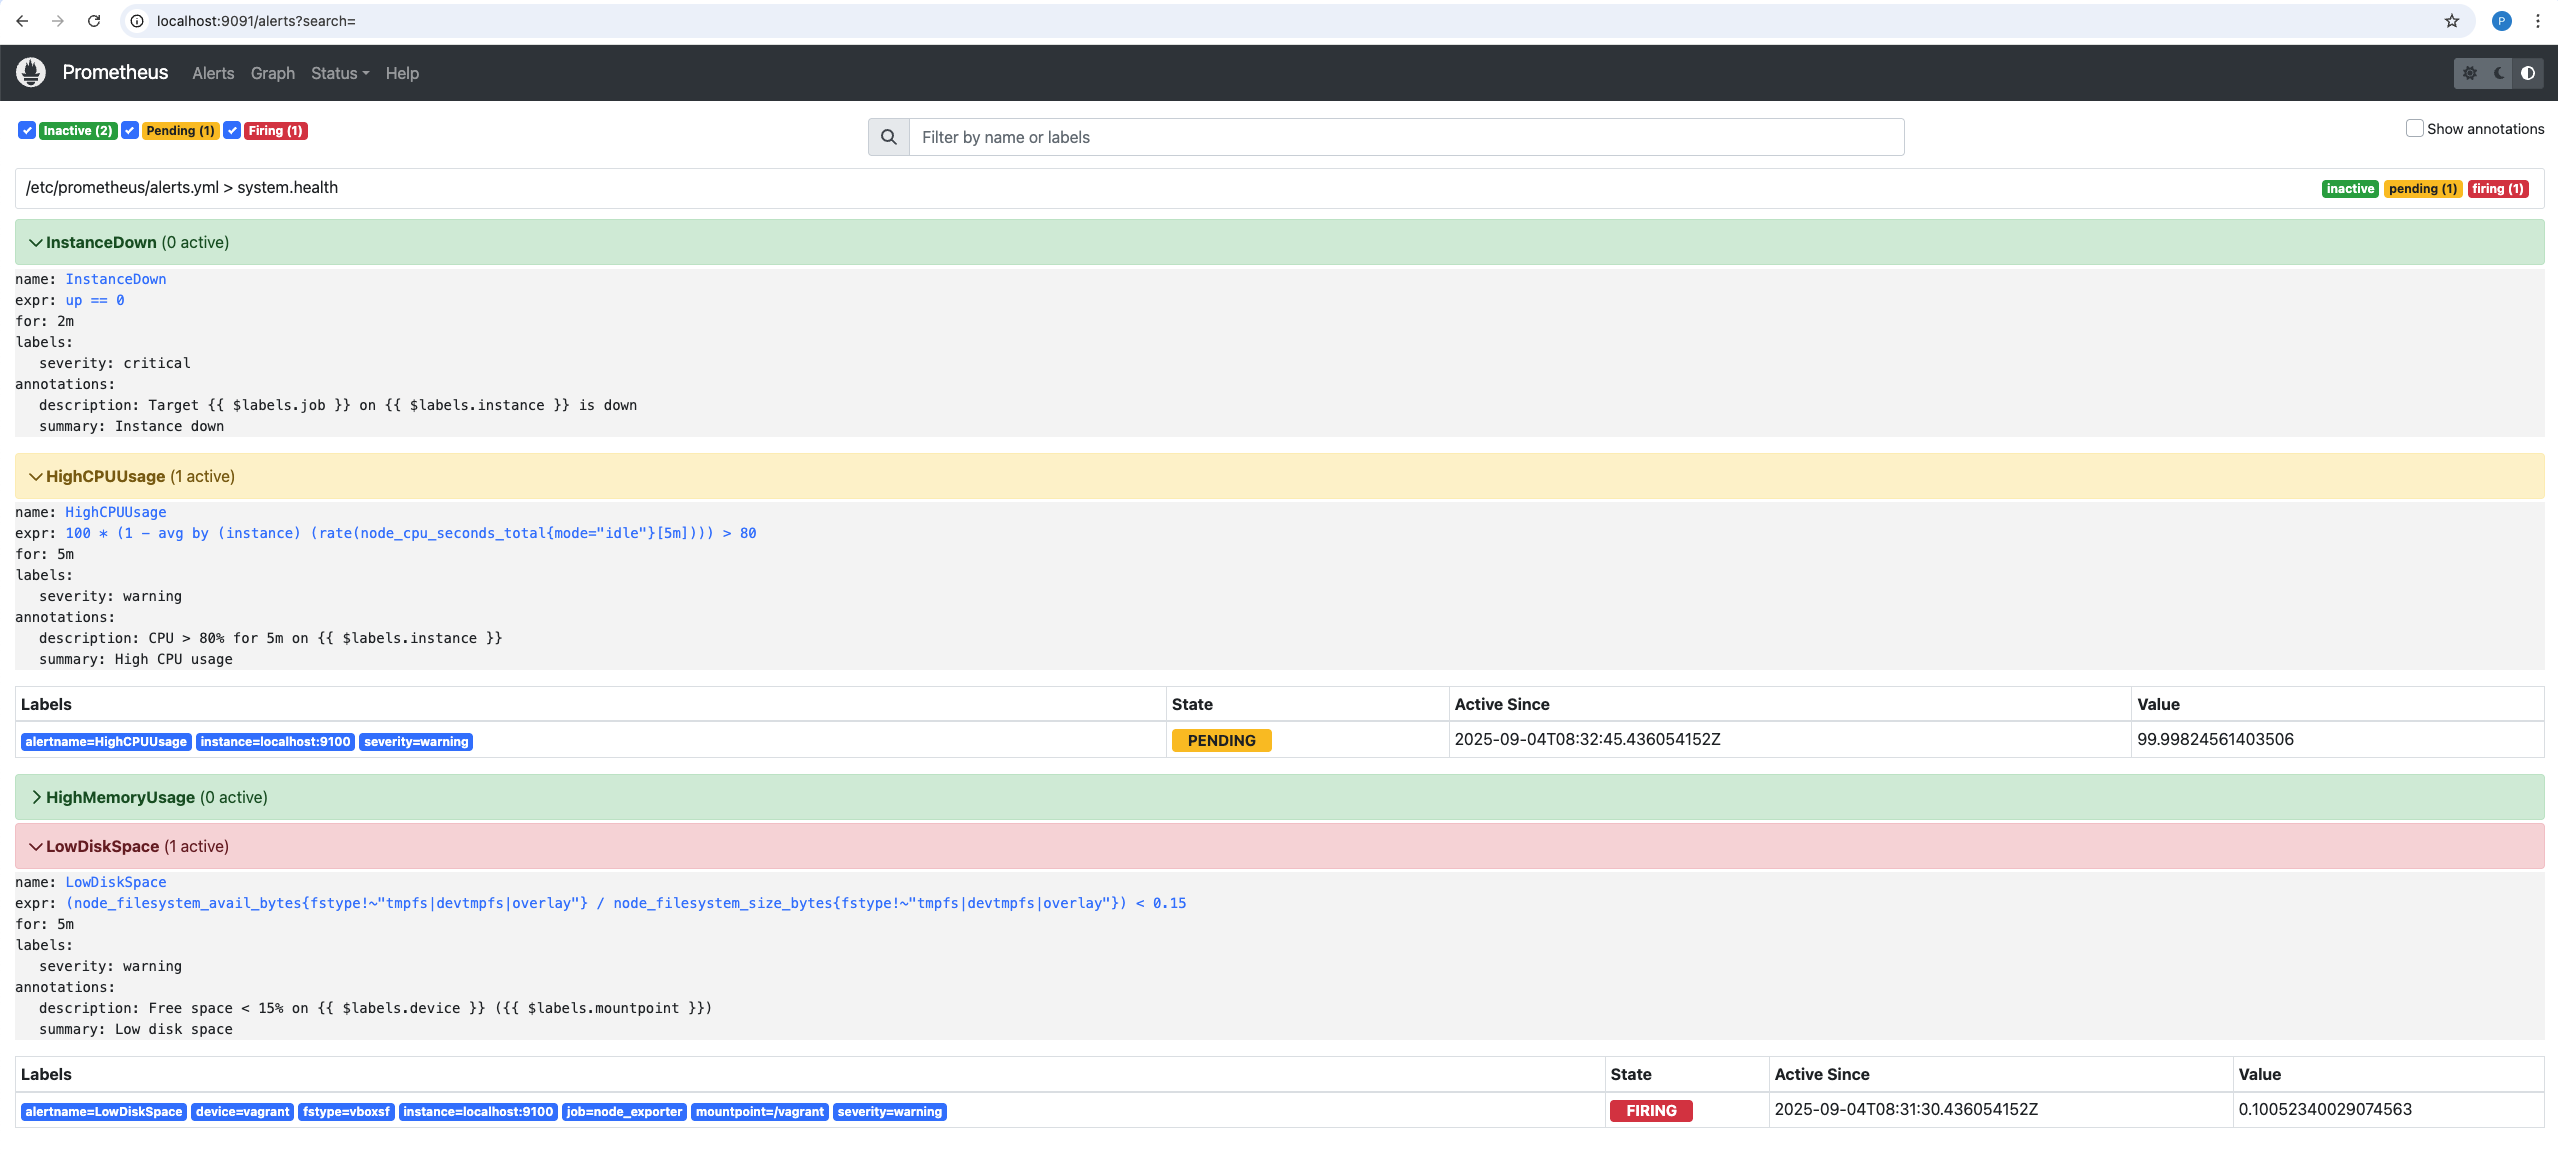 localhost:9091/alerts?search=
P
Prometheus Alerts Graph Status Help
Inactive (2) Pending (1) Firing (1)
Filter by name or labels
Show annotations
/etc/prometheus/alerts.yml > system.health
inactive pending (1) firing (1)
InstanceDown (0 active)
name: InstanceDown
expr: up == 0
for: 2m
labels:
severity: critical
annotations:
description: Target {{ $labels.job }} on {{ $labels.instance }} is down
summary: Instance down
HighCPUUsage (1 active)
name: HighCPUUsage
expr: 100 * (1 - avg by (instance) (rate(node_cpu_seconds_total{mode="idle"}[5m]))) > 80
for: 5m
labels:
severity: warning
annotations:
description: CPU > 80% for 5m on {{ $labels.instance }}
summary: High CPU usage
Labels State Active Since Value
alertname=HighCPUUsage instance=localhost:9100 severity=warning PENDING 2025-09-04T08:32:45.436054152Z 99.99824561403506
HighMemoryUsage (0 active)
LowDiskSpace (1 active)
name: LowDiskSpace
expr: (node_filesystem_avail_bytes{fstype!~"tmpfs|devtmpfs|overlay"} / node_filesystem_size_bytes{fstype!~"tmpfs|devtmpfs|overlay"}) < 0.15
for: 5m
labels:
severity: warning
annotations:
description: Free space < 15% on {{ $labels.device }} ({{ $labels.mountpoint }})
summary: Low disk space
Labels State Active Since Value
alertname=LowDiskSpace device=vagrant fstype=vboxsf instance=localhost:9100 job=node_exporter mountpoint=/vagrant severity=warning FIRING 2025-09-04T08:31:30.436054152Z 0.10052340029074563